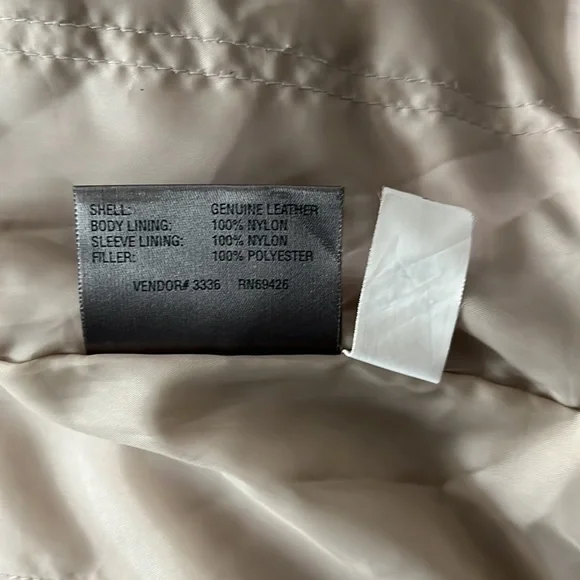 SHELL: GENUINE LEATHER
BODY LINING: 100% NYLON
SLEEVE LINING: 100% NYLON
FILLER: 100% POLYESTER
VENDOR# 3336 RN69426